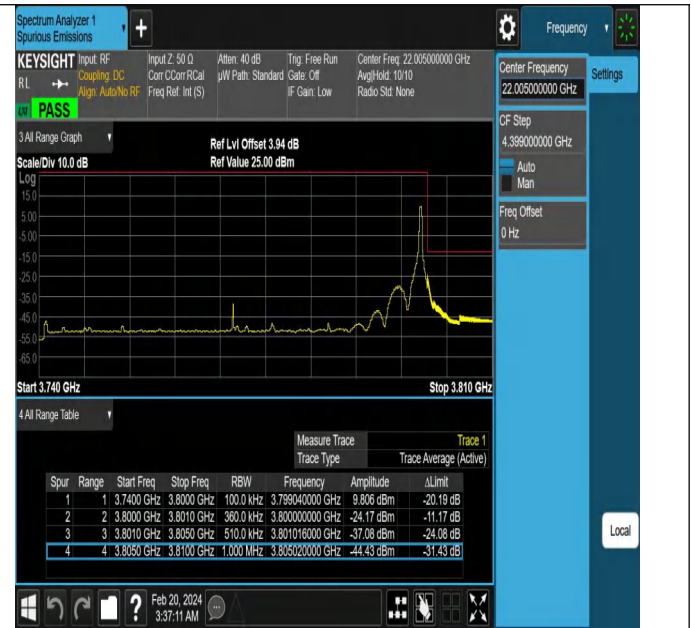 Spectrum Analyzer 1
Spurious Emissions
Frequency
KEYSIGHT
RL
PASS
Input: RF
Coupling: DC
Align: Auto/No RF
Input Z: 50 Ω
Corr CCorr RCal
Freq Ref: Int (S)
Atten: 40 dB
µW Path: Standard
Trig: Free Run
Gate: Off
IF Gain: Low
Center Freq: 22.005000000 GHz
Avg|Hold: 10/10
Radio Std: None
Center Frequency
22.005000000 GHz
Settings
CF Step
4.399000000 GHz
Auto
Man
Freq Offset
0 Hz
3 All Range Graph
Scale/Div 10.0 dB
Ref Lvl Offset 3.94 dB
Ref Value 25.00 dBm
Log
15.0
5.00
-5.00
-15.0
-25.0
-35.0
-45.0
-55.0
-65.0
Start 3.740 GHz
Stop 3.810 GHz
4 All Range Table
Measure Trace Trace 1
Trace Type Trace Average (Active)
Spur Range Start Freq Stop Freq RBW Frequency Amplitude ΔLimit
1 1 3.7400 GHz 3.8000 GHz 100.0 kHz 3.799040000 GHz 9.806 dBm -20.19 dB
2 2 3.8000 GHz 3.8010 GHz 360.0 kHz 3.800000000 GHz -24.17 dBm -11.17 dB
3 3 3.8010 GHz 3.8050 GHz 510.0 kHz 3.801016000 GHz -37.08 dBm -24.08 dB
4 4 3.8050 GHz 3.8100 GHz 1.000 MHz 3.805020000 GHz -44.43 dBm -31.43 dB
Local
?
Feb 20, 2024
3:37:11 AM